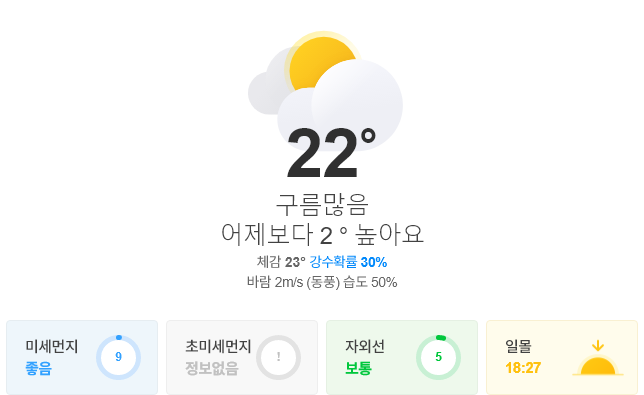 22°
구름많음
어제보다 2 ° 높아요
체감 23° 강수확률 30%
바람 2m/s (동풍) 습도 50%
미세먼지
좋음
9
초미세먼지
정보없음
!
자외선
보통
5
일몰
18:27